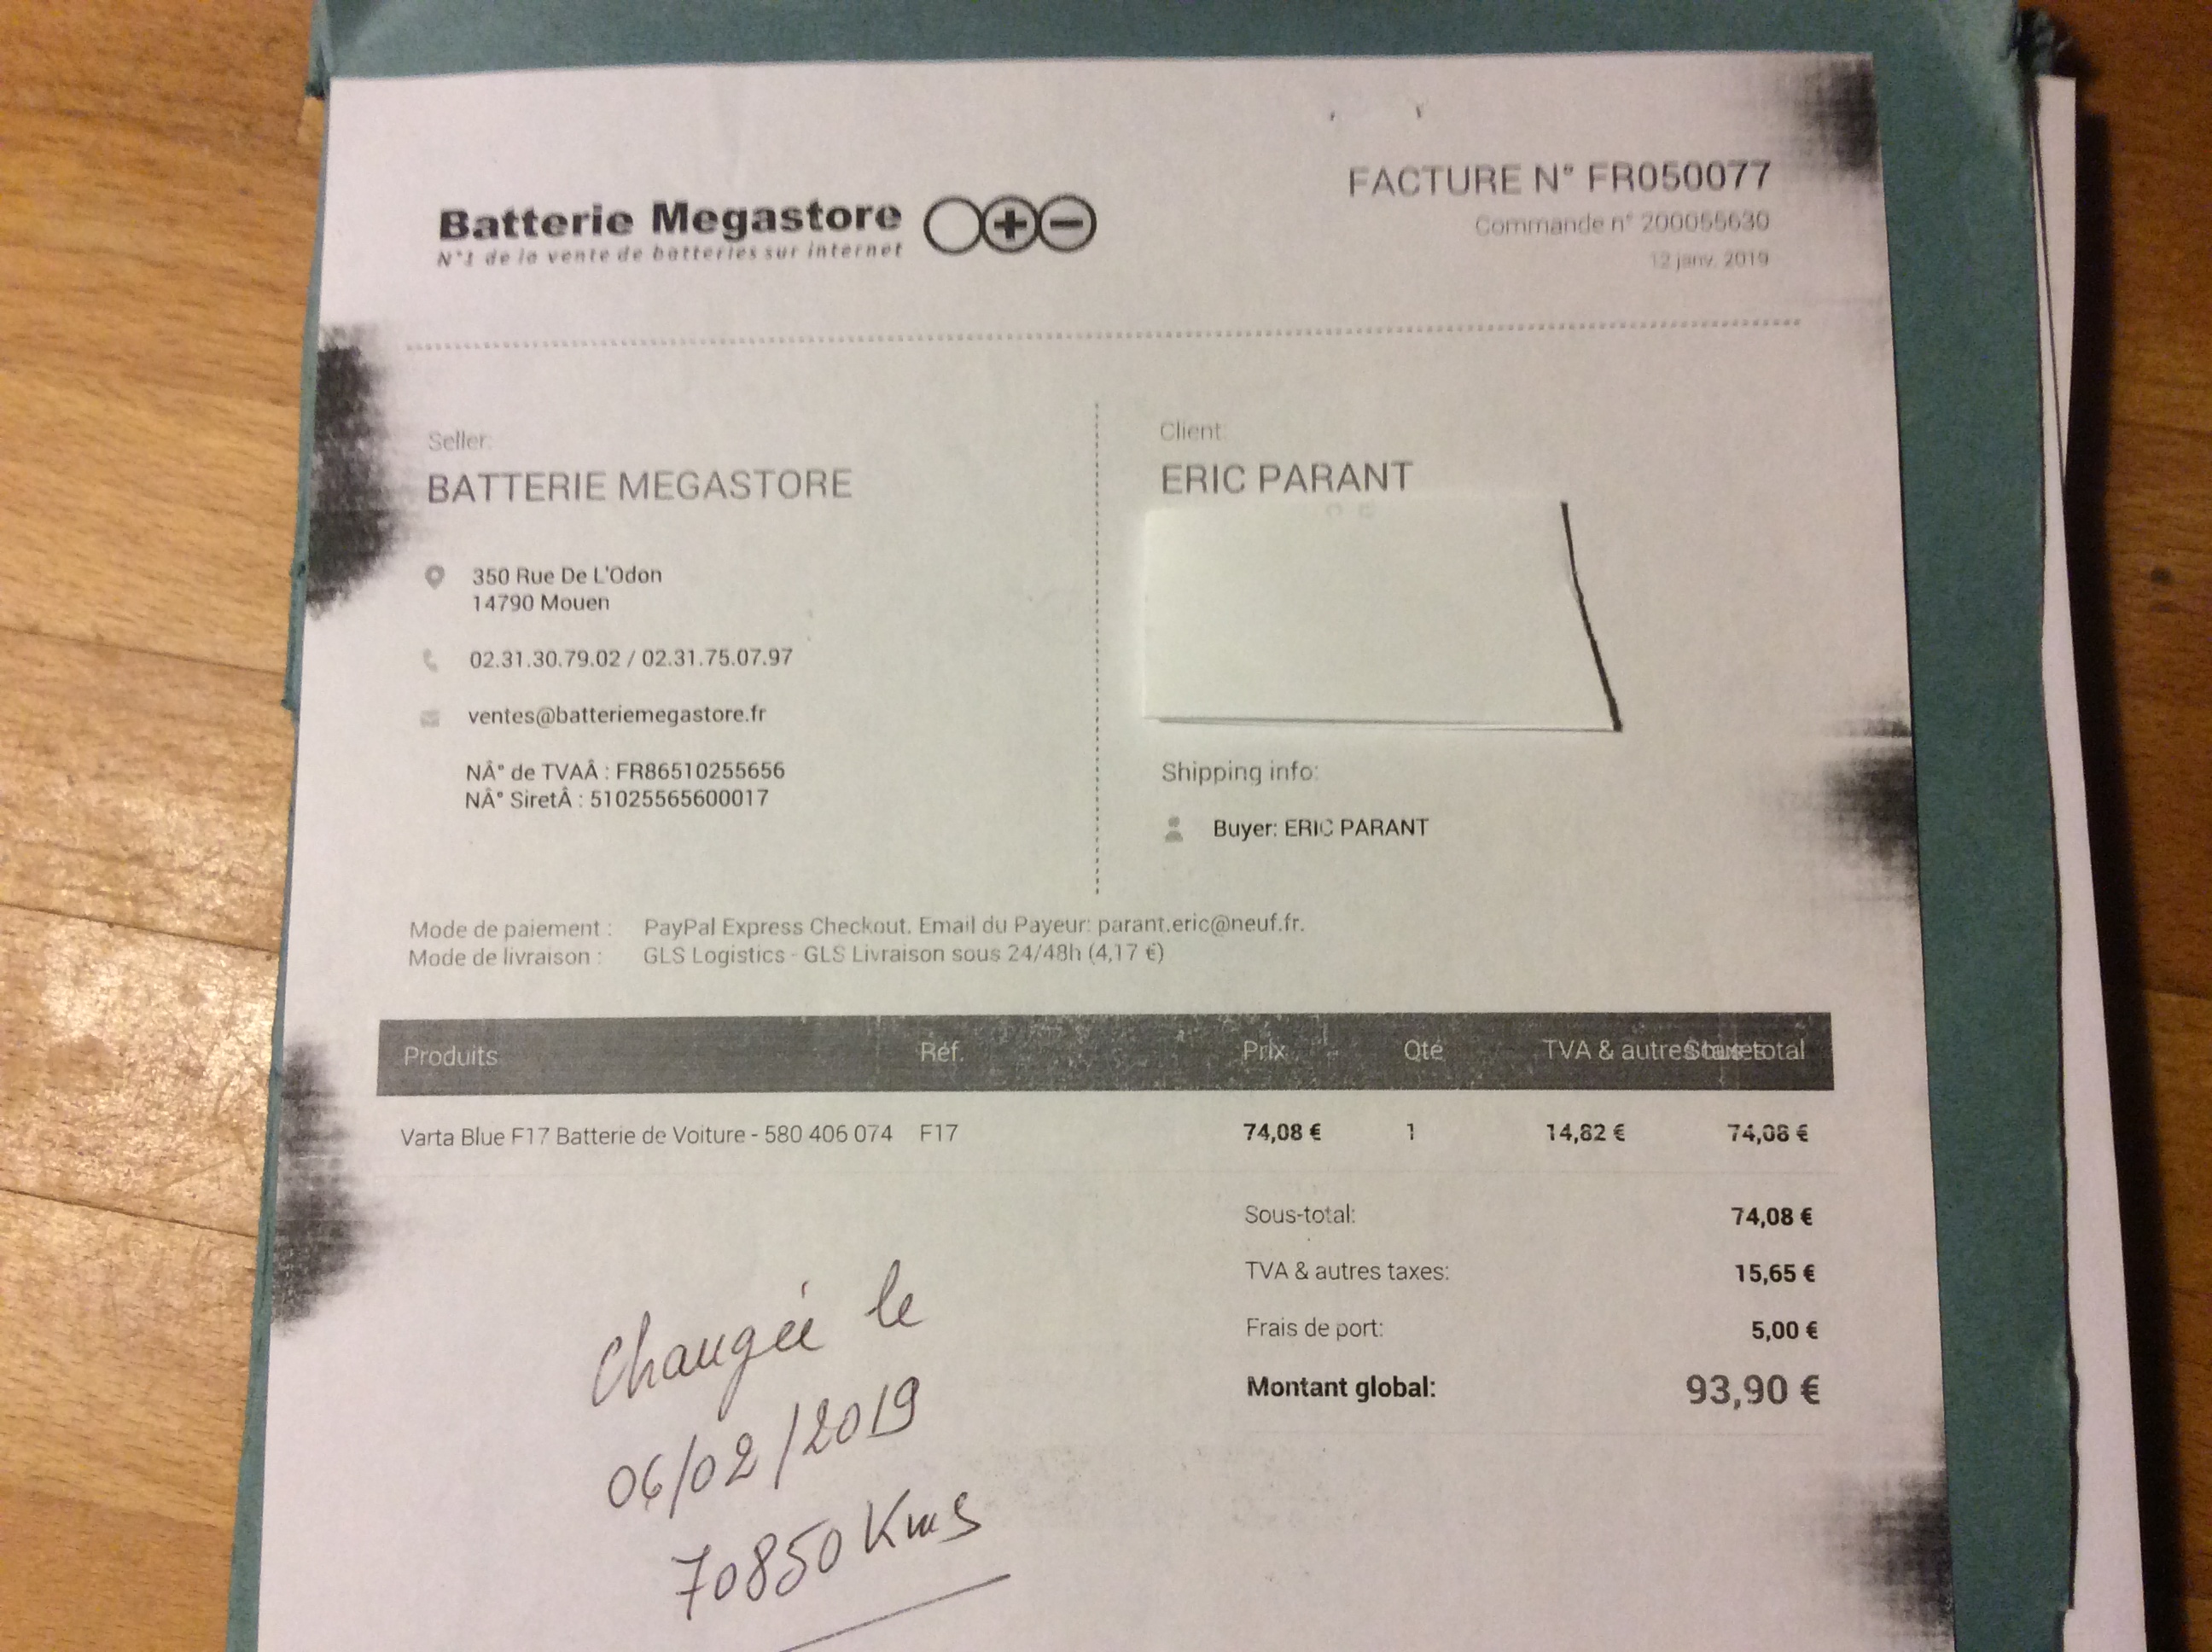 Batterie Megastore
N°1 de la vente de batteries sur internet
FACTURE N° FR050077
Commande n° 200055630
12 janv. 2019
Seller:
BATTERIE MEGASTORE
350 Rue De L'Odon
14790 Mouen
02.31.30.79.02 / 02.31.75.07.97
ventes@batteriemegastore.fr
NÂ° de TVAÂ : FR86510255656
NÂ° SiretÂ : 51025565600017
Client:
ERIC PARANT
Shipping info:
Buyer: ERIC PARANT
Mode de paiement : PayPal Express Checkout. Email du Payeur: parant.eric@neuf.fr.
Mode de livraison : GLS Logistics - GLS Livraison sous 24/48h (4,17 €)
Produits Réf. Prix Qté TVA & autres taxes Sous-total
Varta Blue F17 Batterie de Voiture - 580 406 074 F17 74,08 € 1 14,82 € 74,08 €
Sous-total: 74,08 €
TVA & autres taxes: 15,65 €
Frais de port: 5,00 €
Montant global: 93,90 €
Changée le
06/02/2019
70850 Kms